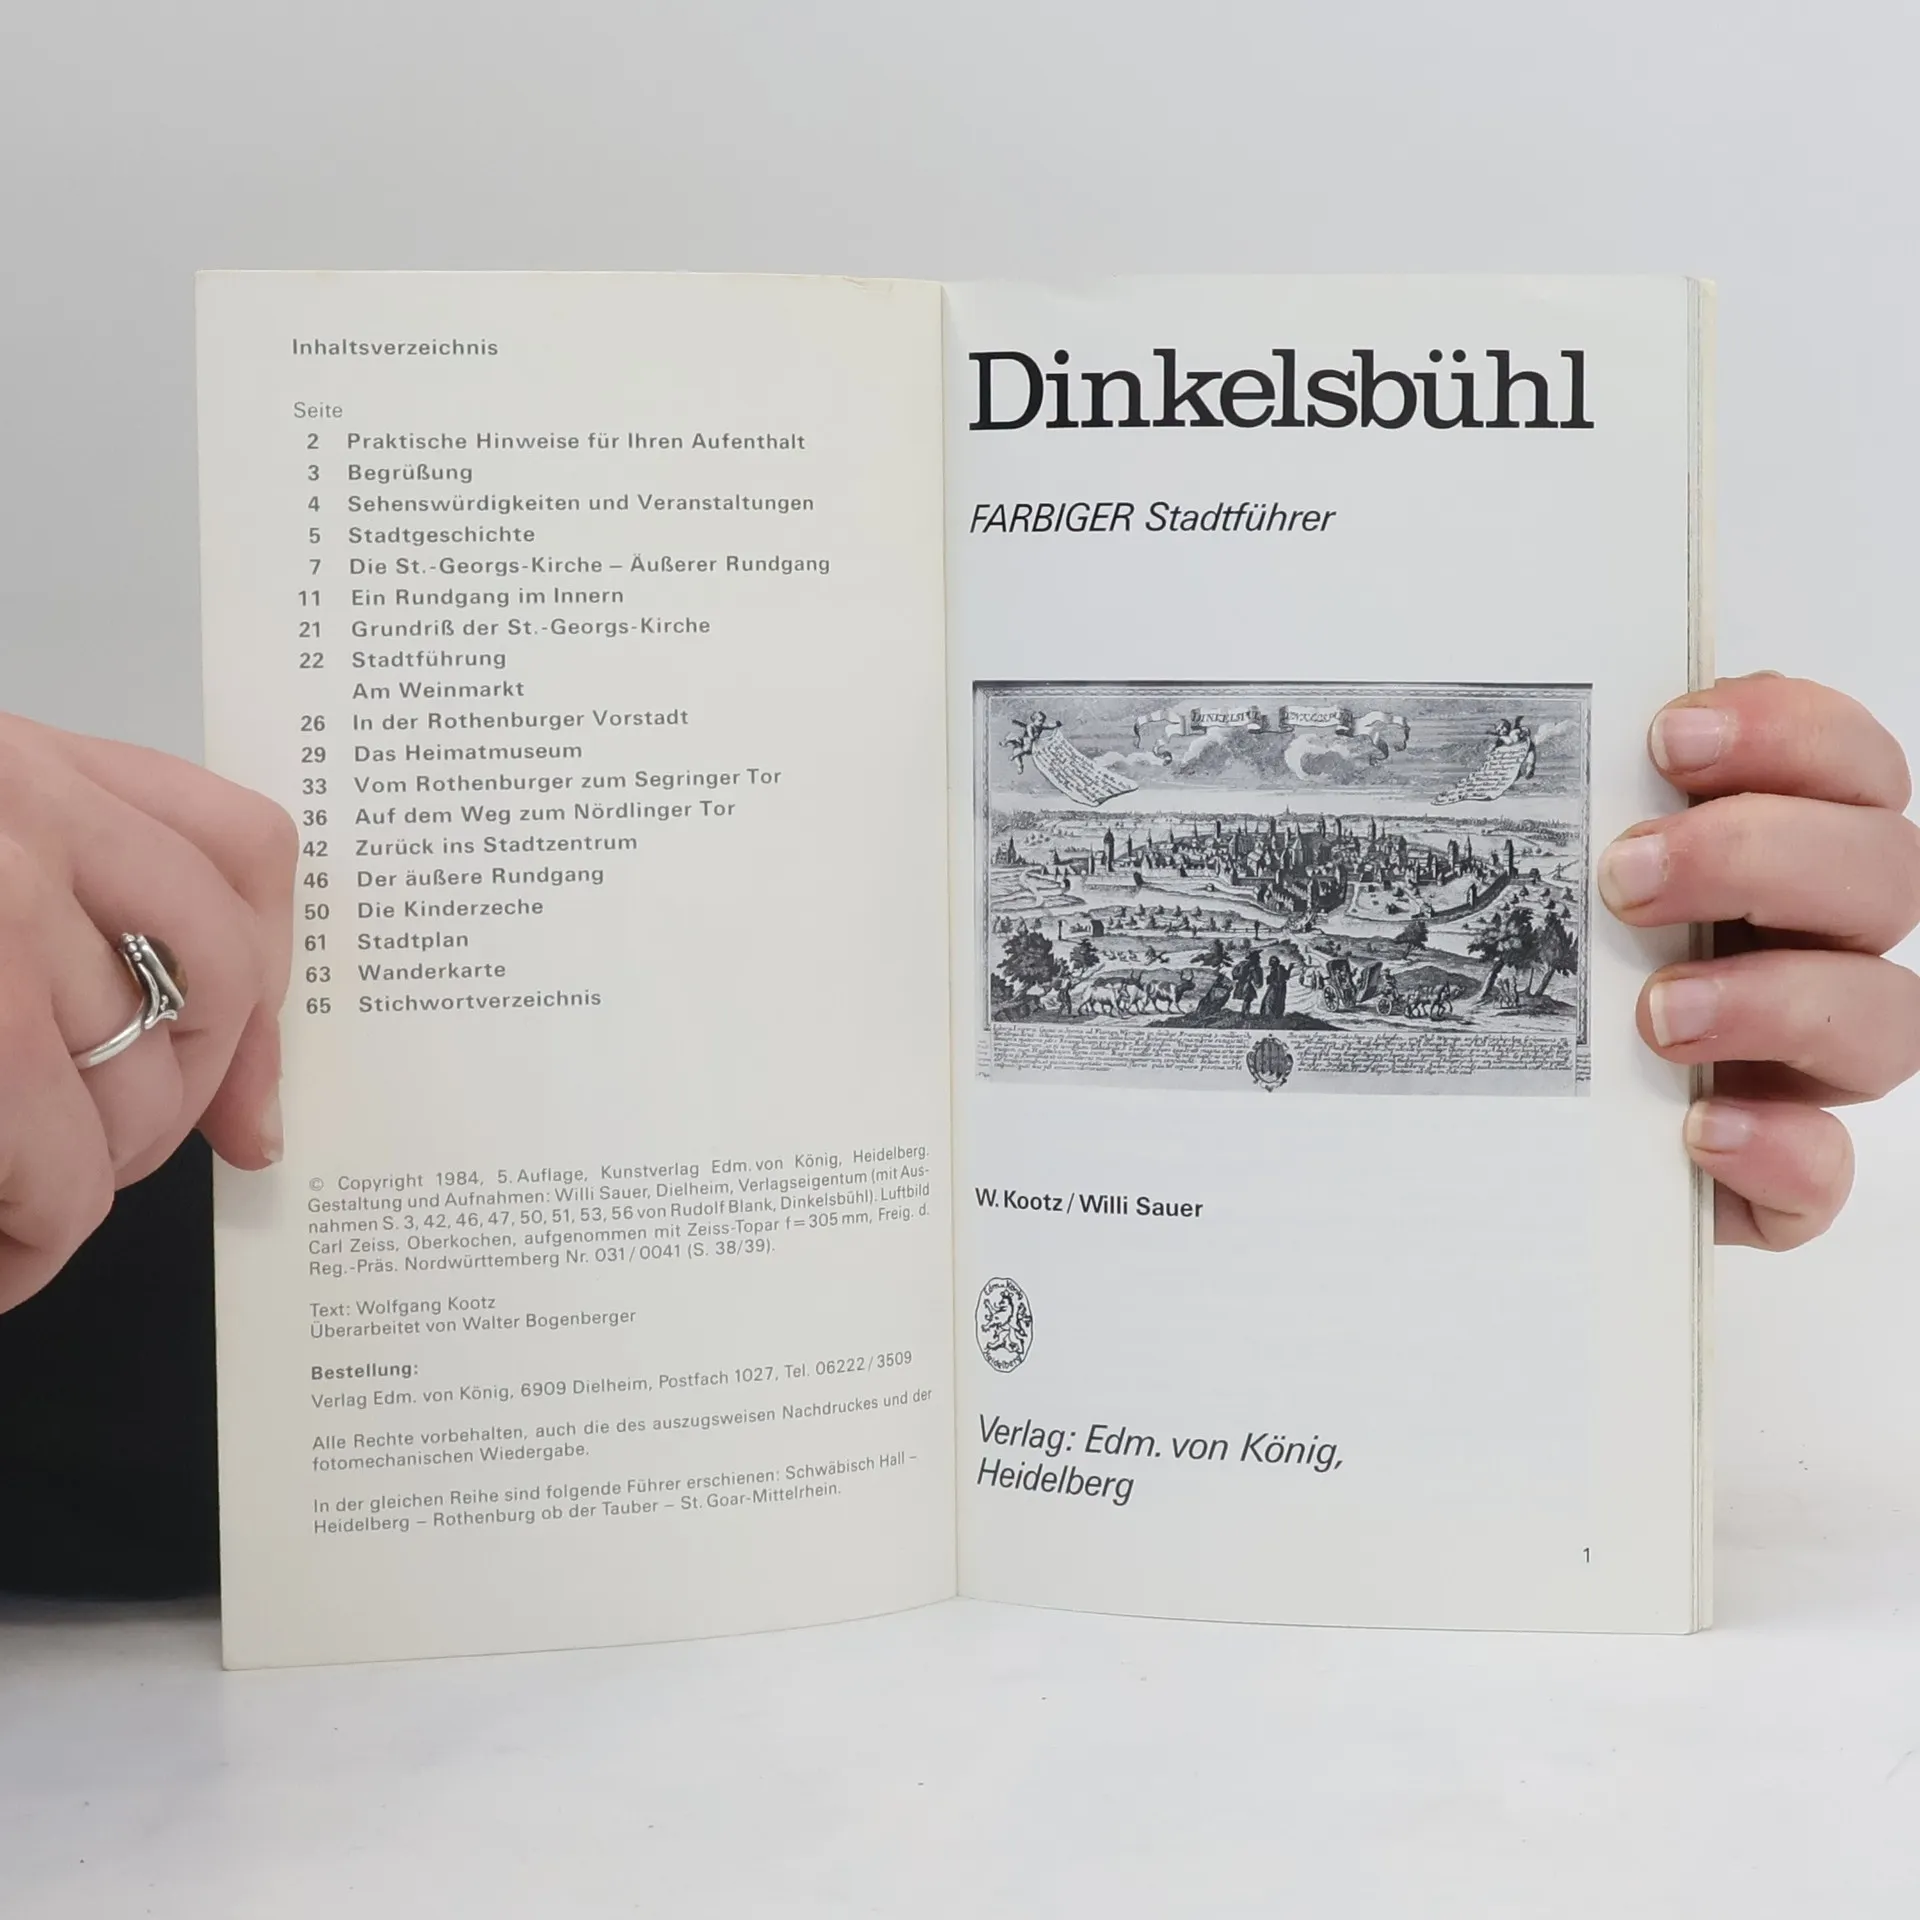 Inhaltsverzeichnis
Seite
2 Praktische Hinweise für Ihren Aufenthalt
3 Begrüßung
4 Sehenswürdigkeiten und Veranstaltungen
5 Stadtgeschichte
7 Die St.-Georgs-Kirche – Äußerer Rundgang
11 Ein Rundgang im Innern
21 Grundriß der St.-Georgs-Kirche
22 Stadtführung
Am Weinmarkt
26 In der Rothenburger Vorstadt
29 Das Heimatmuseum
33 Vom Rothenburger zum Segringer Tor
36 Auf dem Weg zum Nördlinger Tor
42 Zurück ins Stadtzentrum
46 Der äußere Rundgang
50 Die Kinderzeche
61 Stadtplan
63 Wanderkarte
65 Stichwortverzeichnis
© Copyright 1984, 5. Auflage, Kunstverlag Edm. von König, Heidelberg.
Gestaltung und Aufnahmen: Willi Sauer, Dielheim, Verlagseigentum (mit Aus-
nahmen S. 3, 42, 46, 47, 50, 51, 53, 56 von Rudolf Blank, Dinkelsbühl). Luftbild
Carl Zeiss, Oberkochen, aufgenommen mit Zeiss-Topar f = 305 mm, Freig. d.
Reg.-Präs. Nordwürttemberg Nr. 031/0041 (S. 38/39).
Text: Wolfgang Kootz
Überarbeitet von Walter Bogenberger
Bestellung:
Verlag Edm. von König, 6909 Dielheim, Postfach 1027, Tel. 06222/3509
Alle Rechte vorbehalten, auch die des auszugsweisen Nachdruckes und der
fotomechanischen Wiedergabe.
In der gleichen Reihe sind folgende Führer erschienen: Schwäbisch Hall –
Heidelberg – Rothenburg ob der Tauber – St. Goar-Mittelrhein.
Dinkelsbühl
FARBIGER Stadtführer
W. Kootz / Willi Sauer
Edm. v. König
Heidelberg
Verlag: Edm. von König,
Heidelberg
1